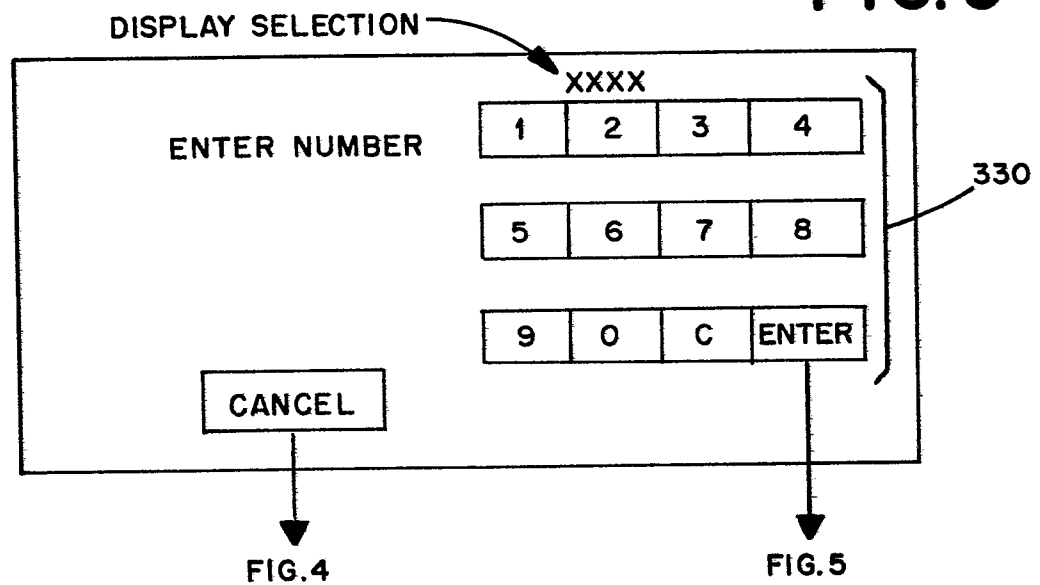 DISPLAY SELECTION
XXXX
ENTER NUMBER
1 2 3 4
330
5 6 7 8
9 0 C ENTER
CANCEL
FIG.4
FIG.5